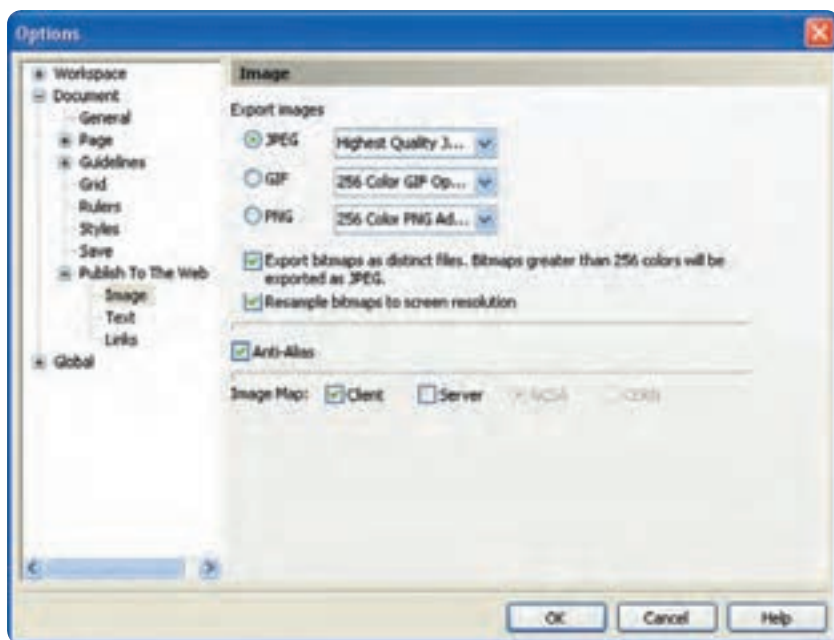 Options
Workspace
Document
General
Page
Guidelines
Grid
Rulers
Styles
Save
Publish To The Web
Image
Text
Links
Global
Image
Export images
JPEG Highest Quality J...
GIF 256 Color GIF Op...
PNG 256 Color PNG Ad...
Export bitmaps as distinct files. Bitmaps greater than 256 colors will be
exported as JPEG.
Resample bitmaps to screen resolution
Anti-Alias
Image Map: Client Server NCSA CERN
OK Cancel Help